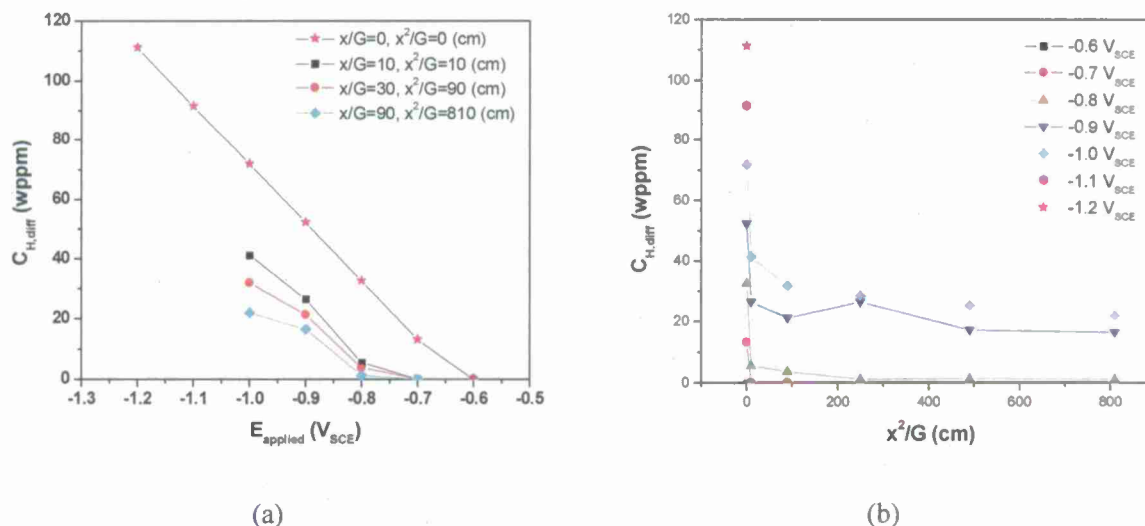 120
100
80
60
40
20
0
C_H,diff (wppm)
x/G=0, x²/G=0 (cm)
x/G=10, x²/G=10 (cm)
x/G=30, x²/G=90 (cm)
x/G=90, x²/G=810 (cm)
-1.3 -1.2 -1.1 -1.0 -0.9 -0.8 -0.7 -0.6 -0.5
E_applied (V_SCE)
(a)
120
100
80
60
40
20
0
C_H,diff (wppm)
-0.6 V_SCE
-0.7 V_SCE
-0.8 V_SCE
-0.9 V_SCE
-1.0 V_SCE
-1.1 V_SCE
-1.2 V_SCE
0 200 400 600 800
x²/G (cm)
(b)